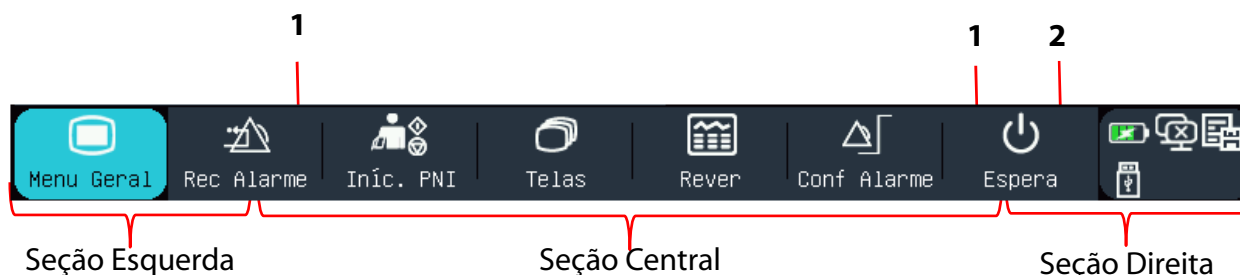 1
1 2
Menu Geral Rec Alarme Iníc. PNI Telas Rever Conf Alarme Espera
Seção Esquerda Seção Central Seção Direita